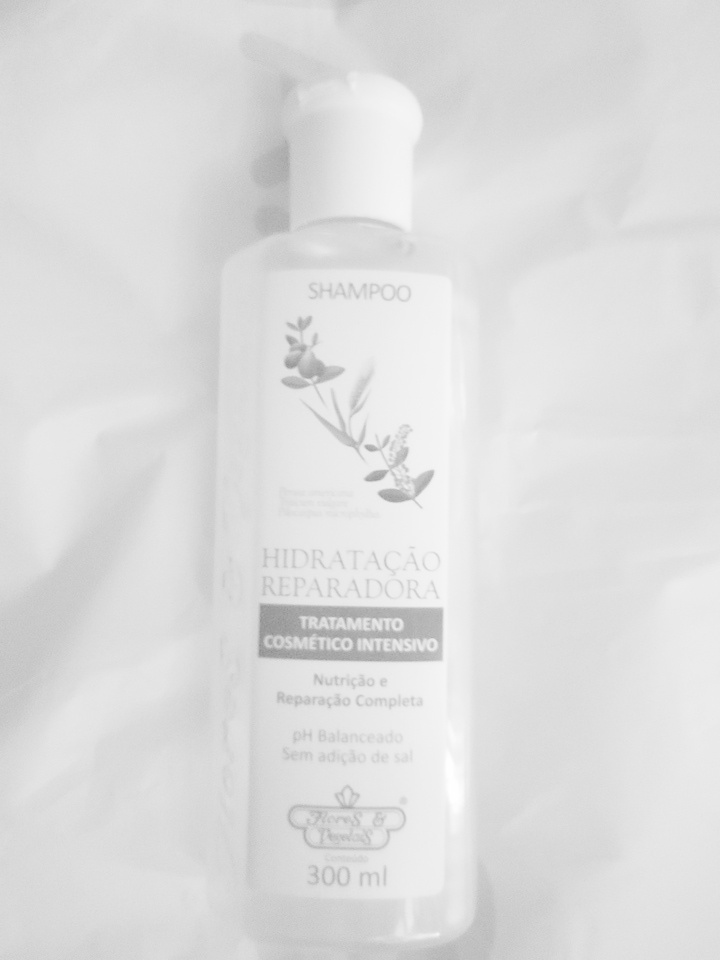 SHAMPOO
HIDRATAÇÃO
REPARADORA
TRATAMENTO
COSMÉTICO INTENSIVO
Nutrição e
Reparação Completa
pH Balanceado
Sem adição de sal
Flores &
Vegetais
®
Conteúdo
300 ml